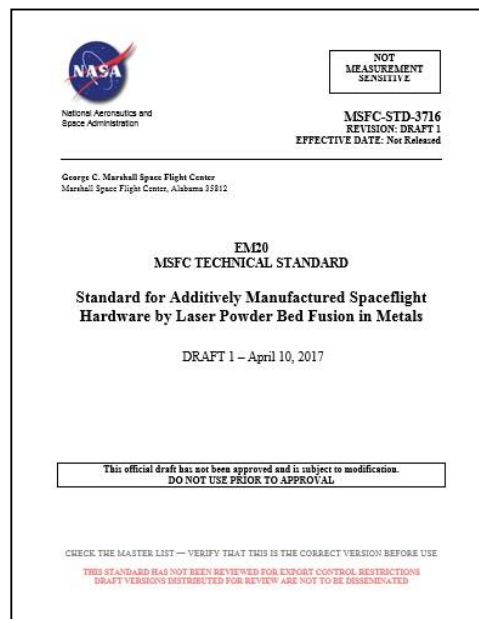 NASA
National Aeronautics and
Space Administration
NOT
MEASUREMENT
SENSITIVE
MSFC-STD-3716
REVISION: DRAFT 1
EFFECTIVE DATE: Not Released
George C. Marshall Space Flight Center
Marshall Space Flight Center, Alabama 35812
EM20
MSFC TECHNICAL STANDARD
Standard for Additively Manufactured Spaceflight
Hardware by Laser Powder Bed Fusion in Metals
DRAFT 1 – April 10, 2017
This official draft has not been approved and is subject to modification.
DO NOT USE PRIOR TO APPROVAL
CHECK THE MASTER LIST — VERIFY THAT THIS IS THE CORRECT VERSION BEFORE USE
THIS STANDARD HAS NOT BEEN REVIEWED FOR EXPORT CONTROL RESTRICTIONS
DRAFT VERSIONS DISTRIBUTED FOR REVIEW ARE NOT TO BE DISSEMINATED